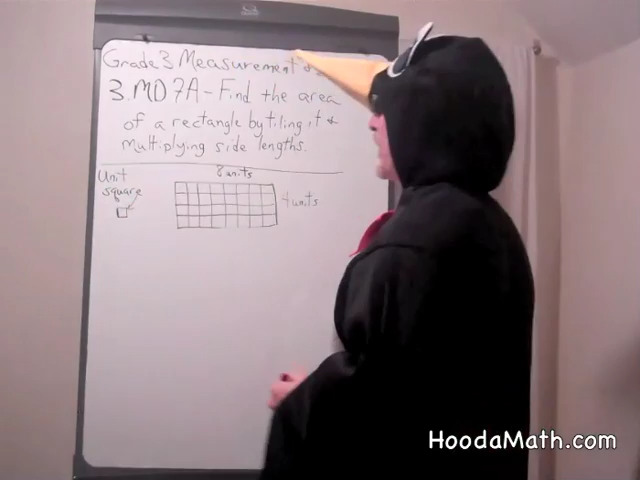 Grade 3 Measurement &
3.MD 7A - Find the area
of a rectangle by tiling it &
multiplying side lengths.
8 units
Unit
square
4 units
HoodaMath.com